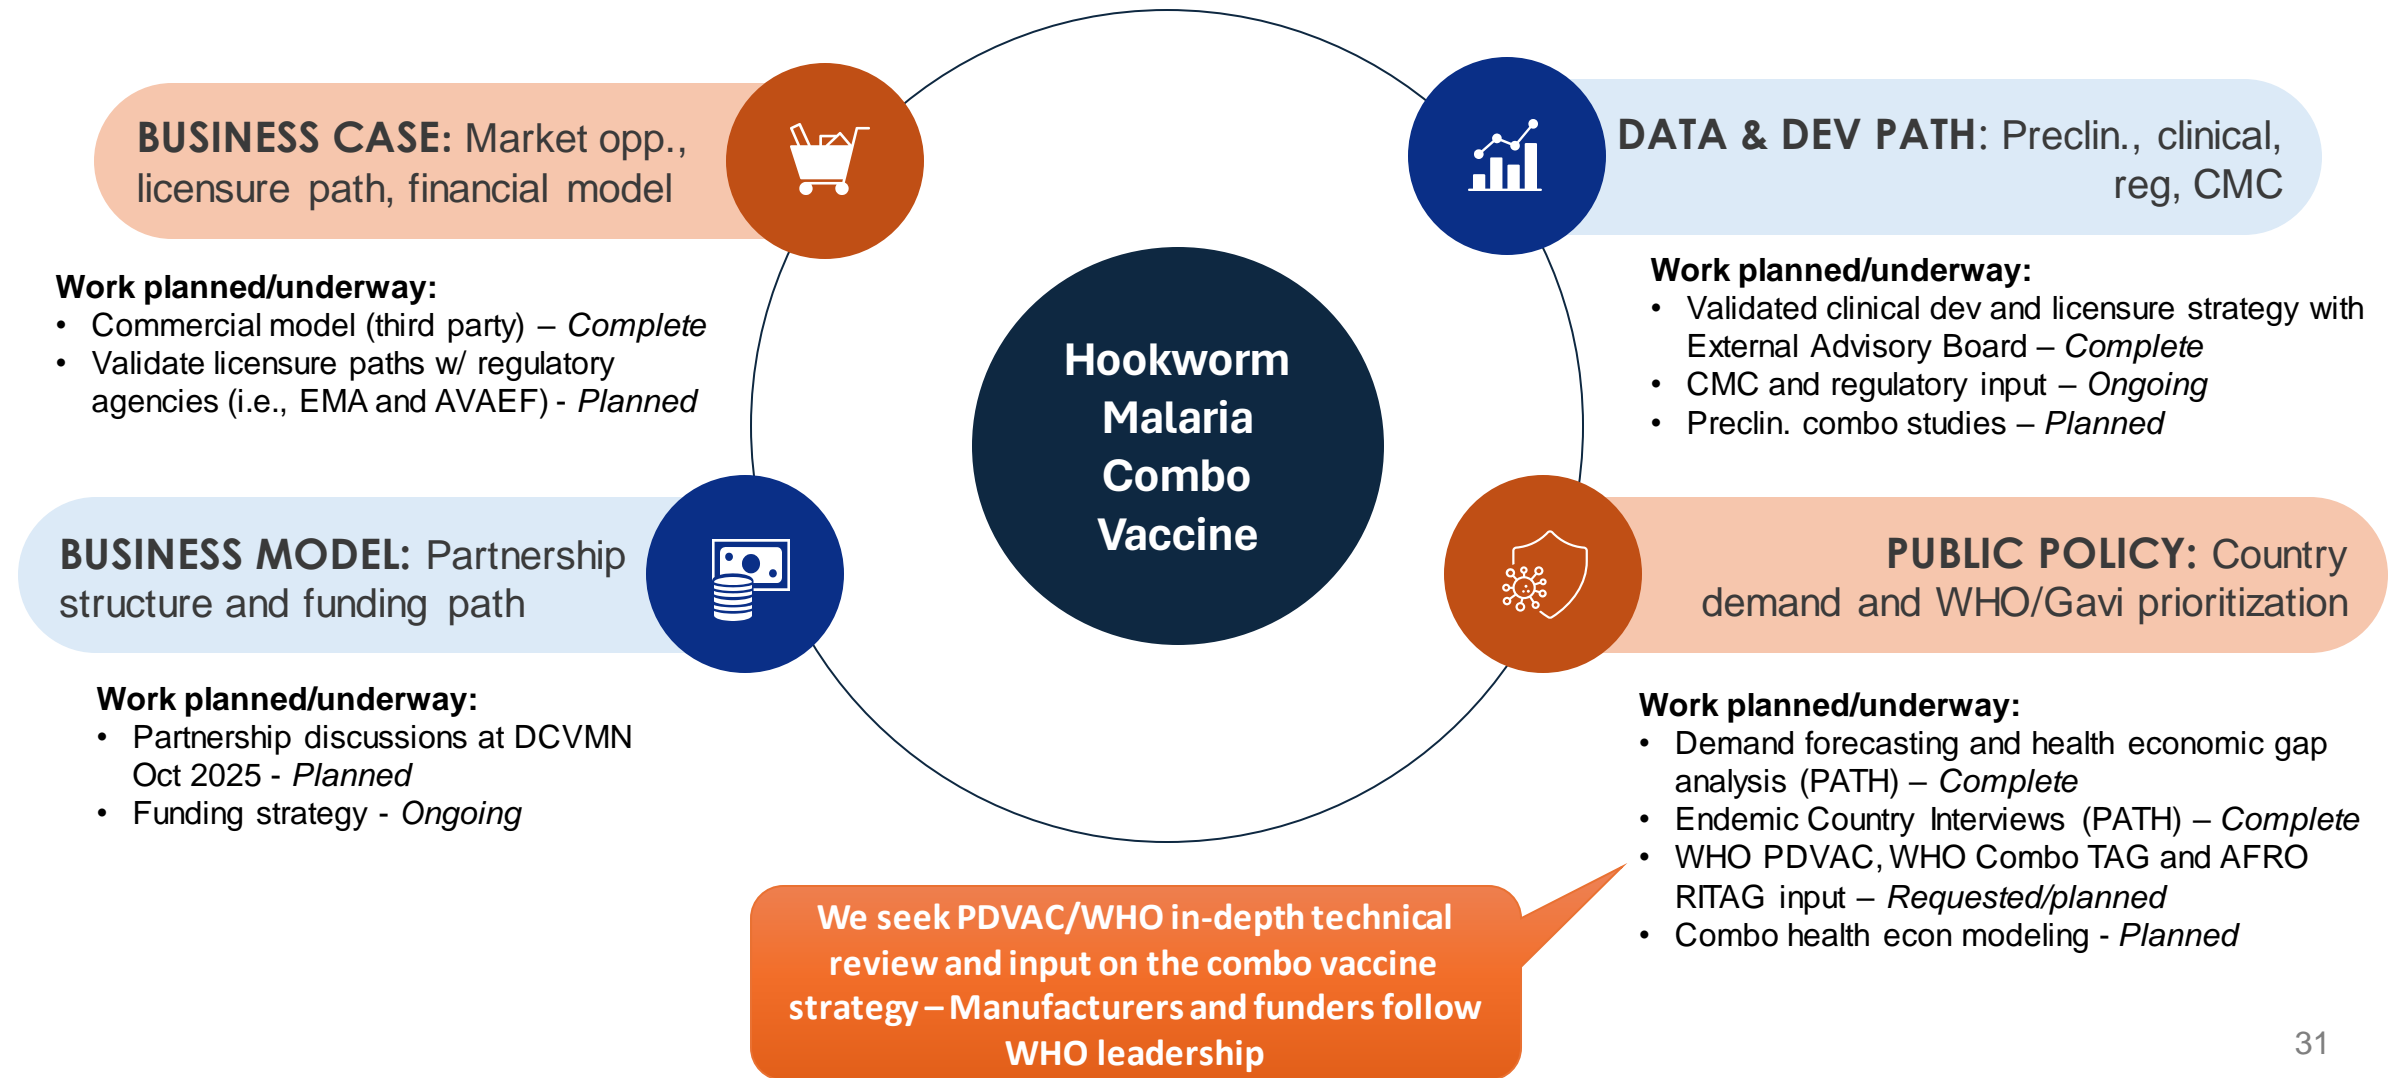 BUSINESS CASE: Market opp.,
licensure path, financial model
Work planned/underway:
• Commercial model (third party) – Complete
• Validate licensure paths w/ regulatory
agencies (i.e., EMA and AVAEF) - Planned
DATA & DEV PATH: Preclin., clinical,
reg, CMC
Work planned/underway:
• Validated clinical dev and licensure strategy with
External Advisory Board – Complete
• CMC and regulatory input – Ongoing
• Preclin. combo studies – Planned
Hookworm
Malaria
Combo
Vaccine
BUSINESS MODEL: Partnership
structure and funding path
Work planned/underway:
• Partnership discussions at DCVMN
Oct 2025 - Planned
• Funding strategy - Ongoing
PUBLIC POLICY: Country
demand and WHO/Gavi prioritization
Work planned/underway:
• Demand forecasting and health economic gap
analysis (PATH) – Complete
• Endemic Country Interviews (PATH) – Complete
• WHO PDVAC, WHO Combo TAG and AFRO
RITAG input – Requested/planned
• Combo health econ modeling - Planned
We seek PDVAC/WHO in-depth technical
review and input on the combo vaccine
strategy – Manufacturers and funders follow
WHO leadership
31